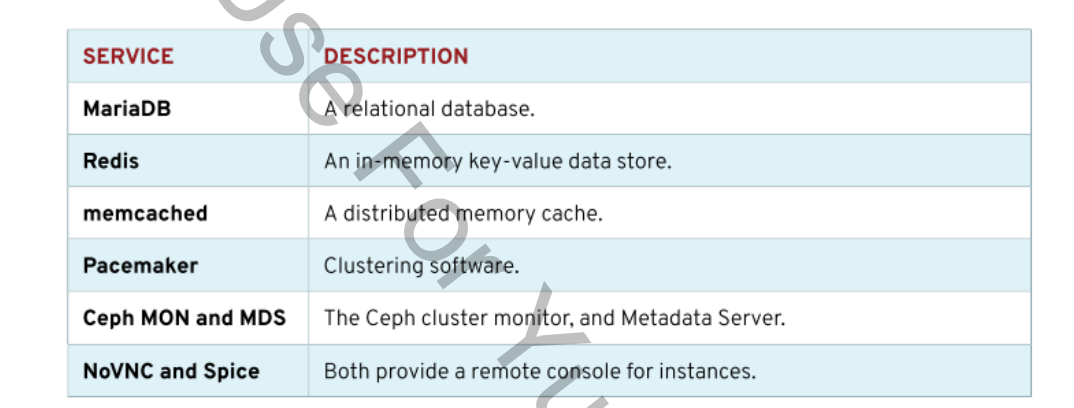 SERVICE DESCRIPTION
MariaDB A relational database.
Redis An in-memory key-value data store.
memcached A distributed memory cache.
Pacemaker Clustering software.
Ceph MON and MDS The Ceph cluster monitor, and Metadata Server.
NoVNC and Spice Both provide a remote console for instances.
Use For Yu